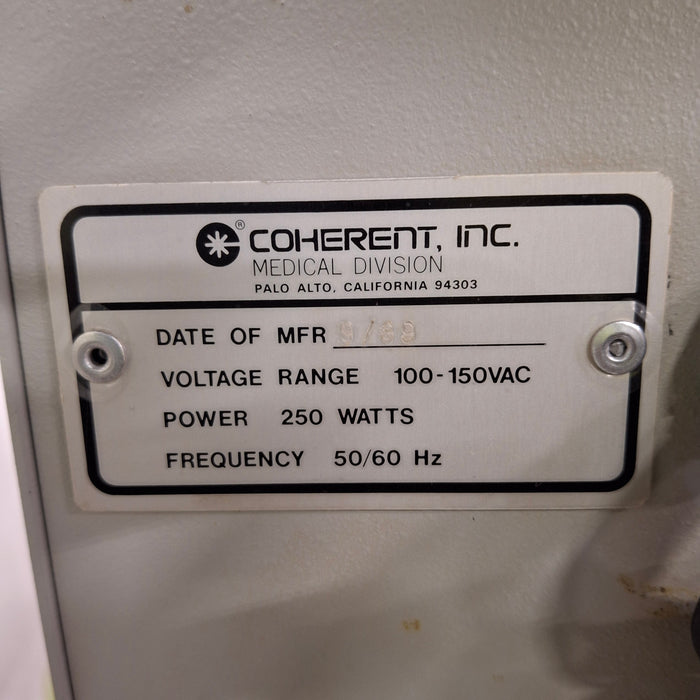 ® COHERENT, INC.
MEDICAL DIVISION
PALO ALTO, CALIFORNIA 94303
DATE OF MFR
VOLTAGE RANGE 100-150VAC
POWER 250 WATTS
FREQUENCY 50/60 Hz